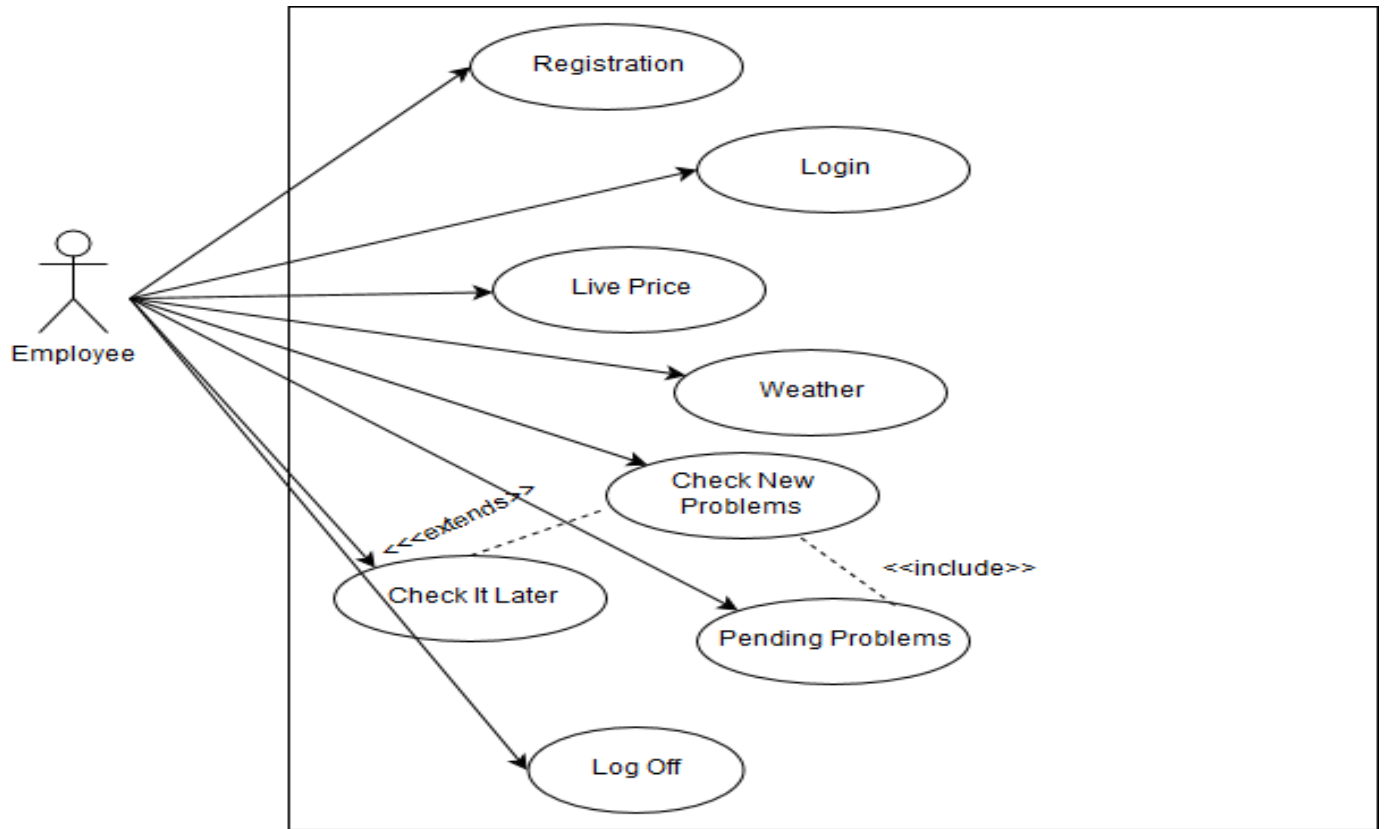 Registration
Login
Live Price
Weather
Employee
Check New
Problems
<<<extends>>
<<include>>
Check It Later
Pending Problems
Log Off